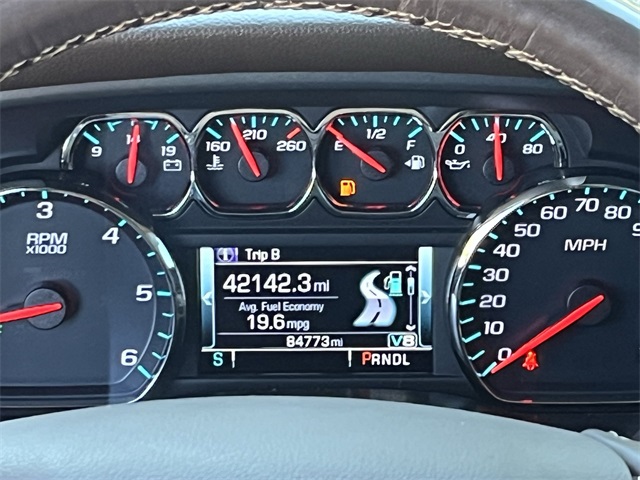 9 14 19
160 210 260
E 1/2 F
0 40 80
3
4
5
6
RPM
x1000
Trip B
42142.3 mi
Avg. Fuel Economy
19.6 mpg
84773 mi V8
S PRNDL
0
10
20
30
40
50
60
70
80
9
MPH